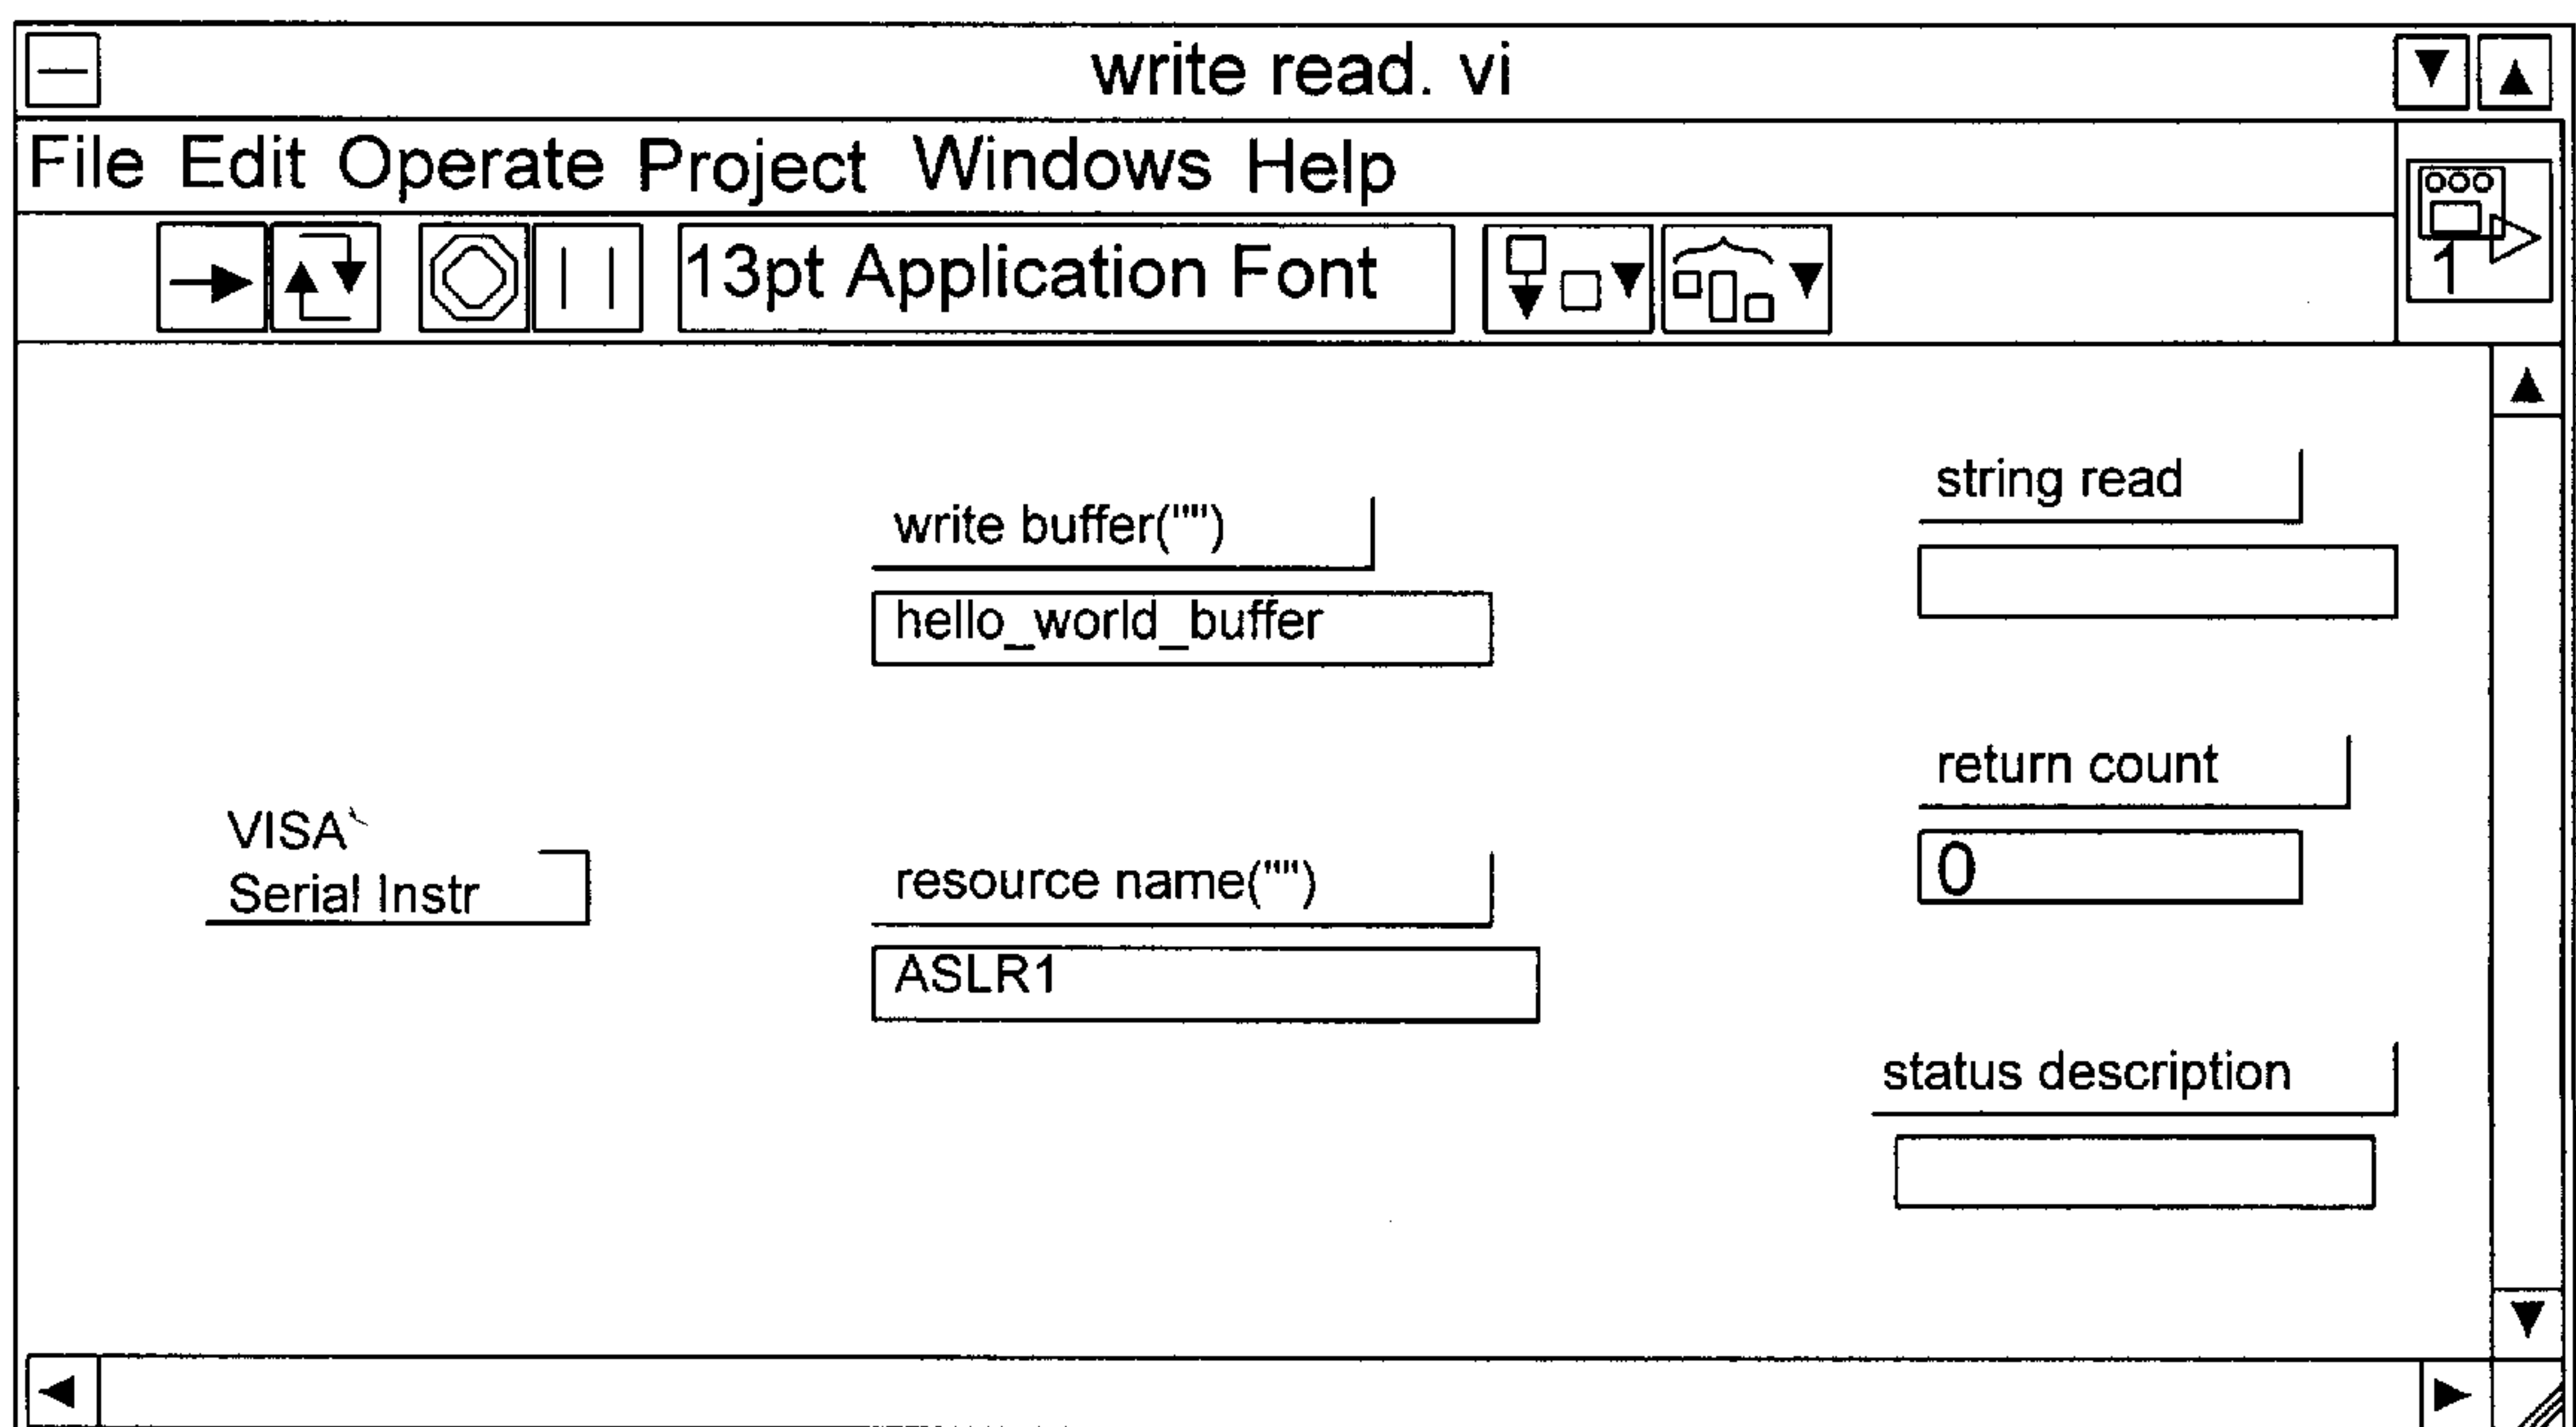 write read. vi
File Edit Operate Project Windows Help
13pt Application Font
1
string read
write buffer("")
hello_world_buffer
return count
0
VISA
Serial Instr
resource name("")
ASLR1
status description